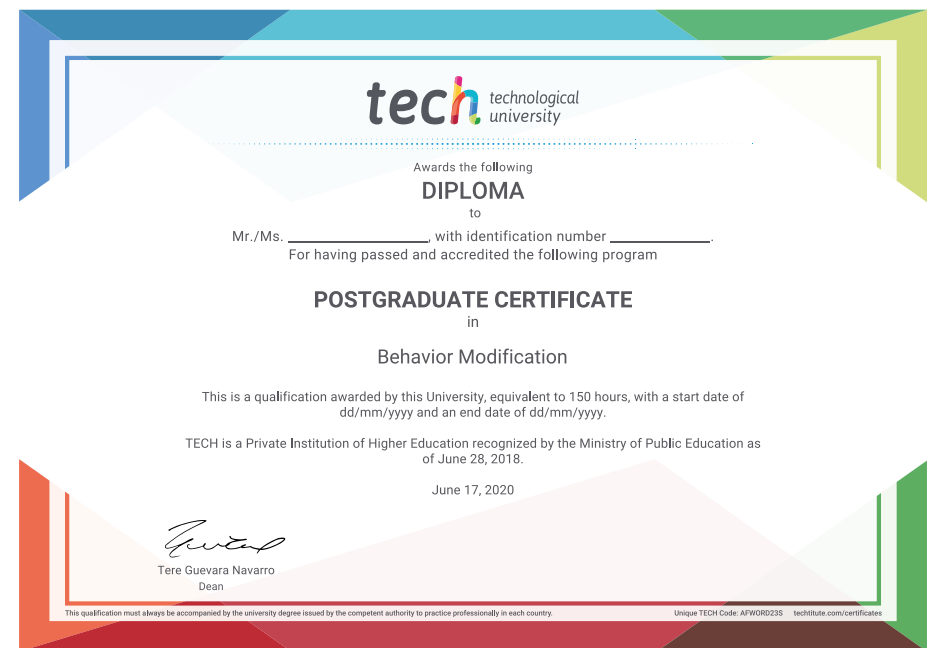 tech technological
university
Awards the following
DIPLOMA
to
Mr./Ms. ____________________, with identification number ______________.
For having passed and accredited the following program
POSTGRADUATE CERTIFICATE
in
Behavior Modification
This is a qualification awarded by this University, equivalent to 150 hours, with a start date of
dd/mm/yyyy and an end date of dd/mm/yyyy.
TECH is a Private Institution of Higher Education recognized by the Ministry of Public Education as
of June 28, 2018.
June 17, 2020
Tere Guevara Navarro
Dean
This qualification must always be accompanied by the university degree issued by the competent authority to practice professionally in each country. Unique TECH Code: AFWORD23S techtitute.com/certificates